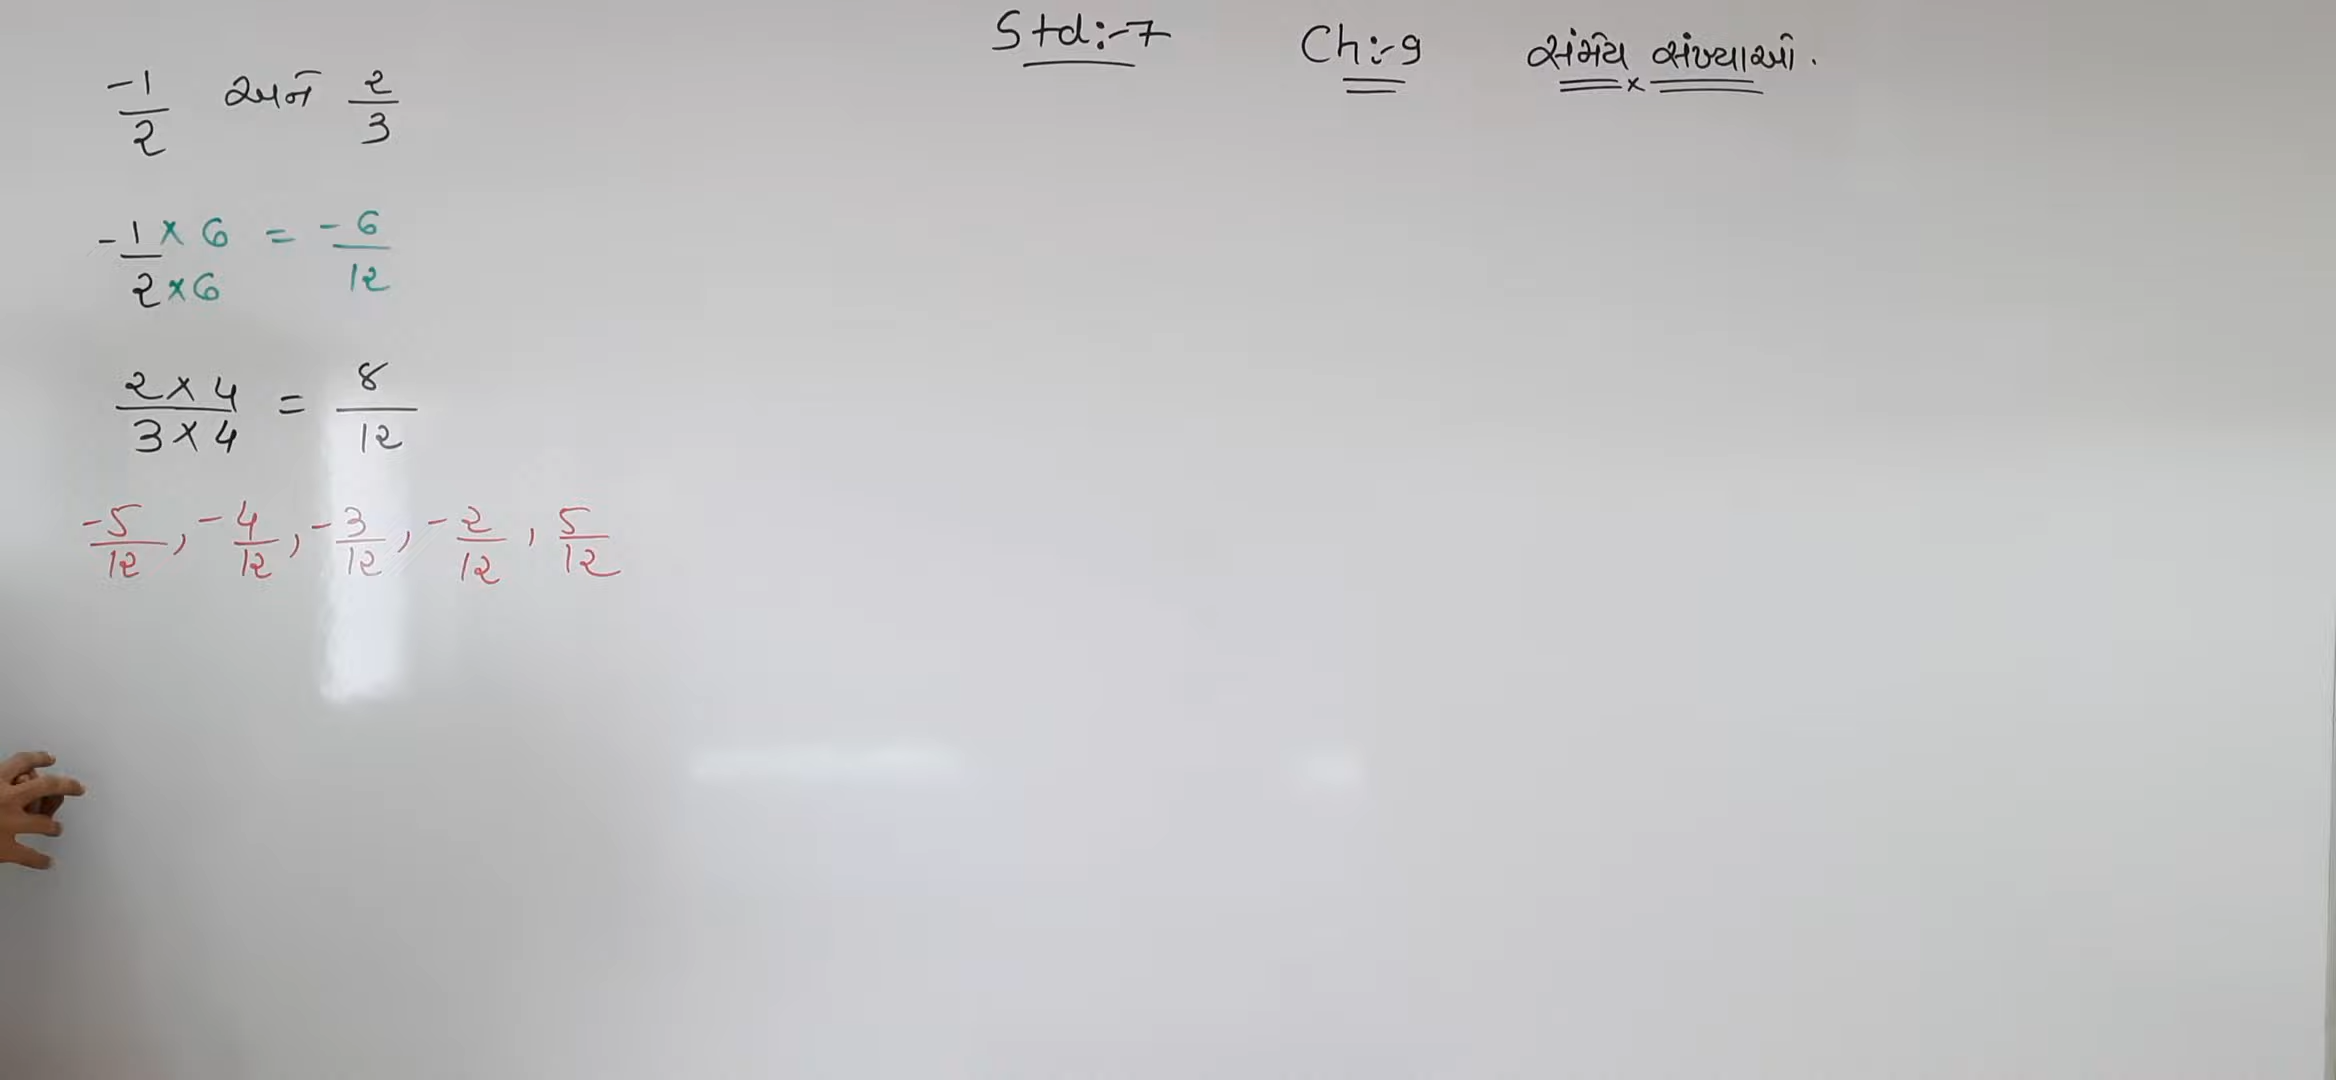 Std:-7 Ch:-9 સંમેય સંખ્યાઓ.
-1/2 અને 2/3
-1×6/2×6 = -6/12
2×4/3×4 = 8/12
-5/12, -4/12, -3/12, -2/12, 5/12